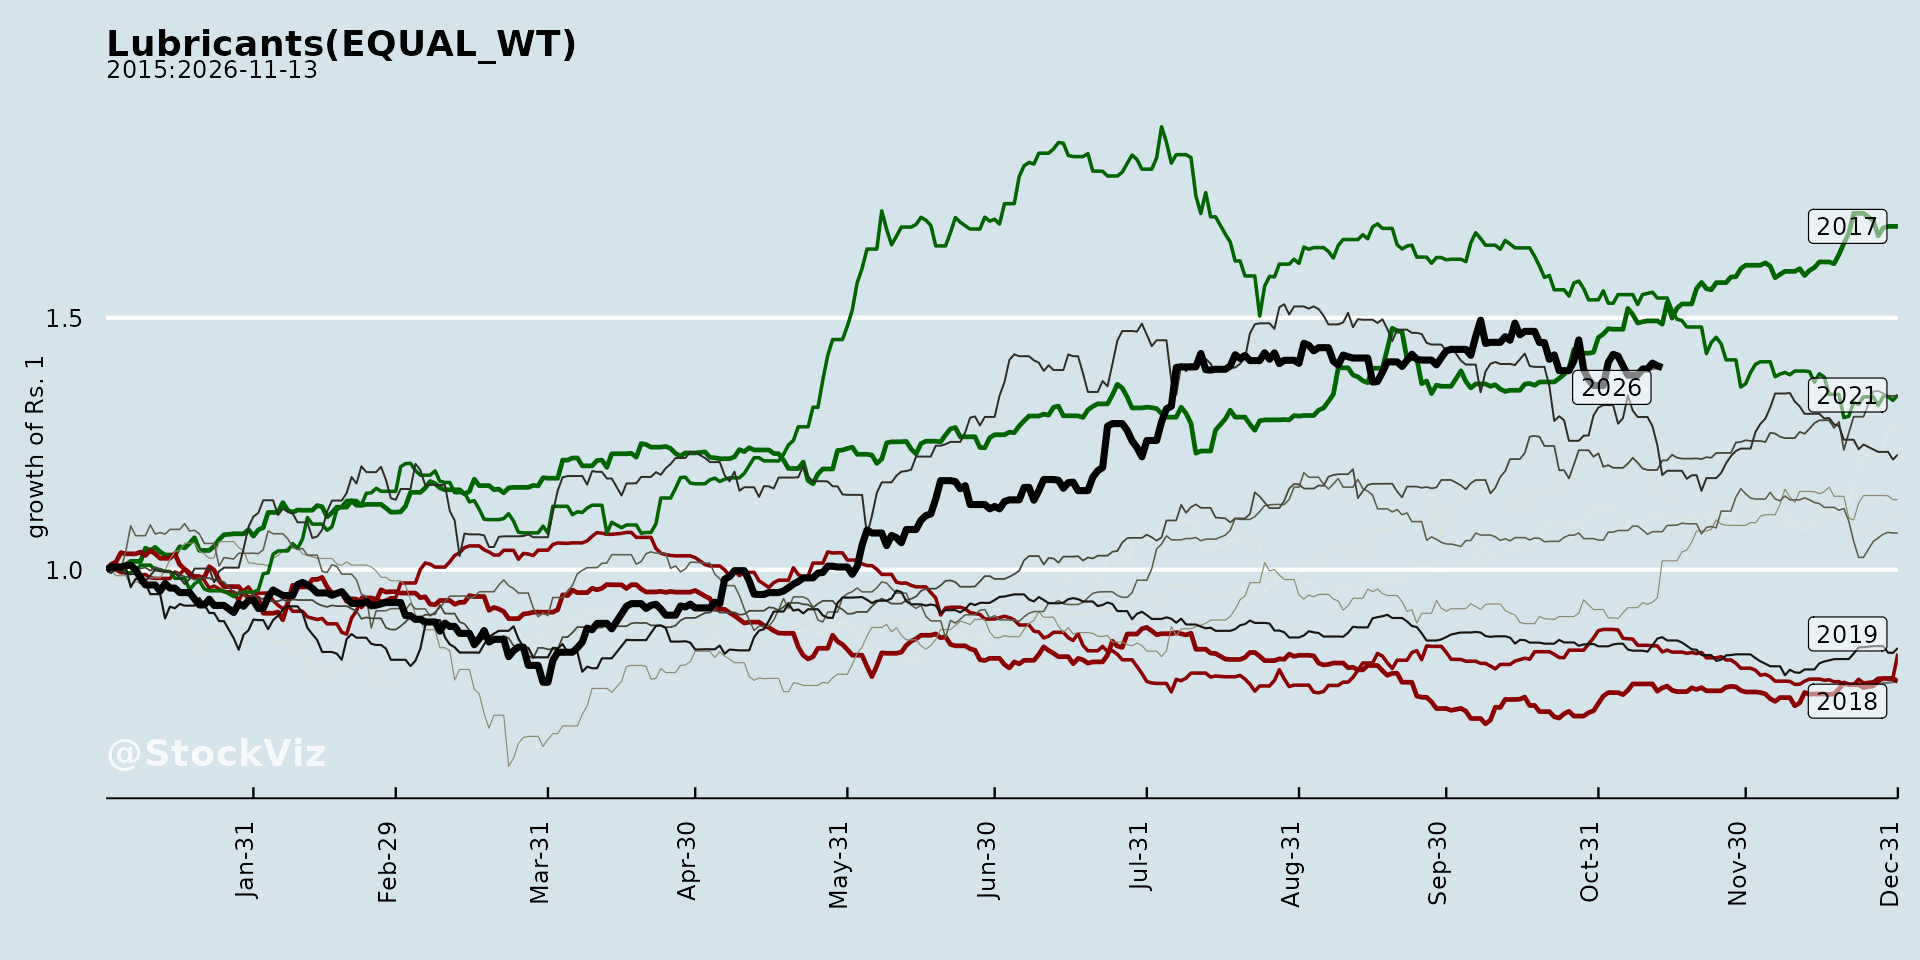 Lubricants(EQUAL_WT)
2015:2026-11-13
growth of Rs. 1
1.5
1.0
2017
2026
2021
2019
2018
@StockViz
Jan-31
Feb-29
Mar-31
Apr-30
May-31
Jun-30
Jul-31
Aug-31
Sep-30
Oct-31
Nov-30
Dec-31